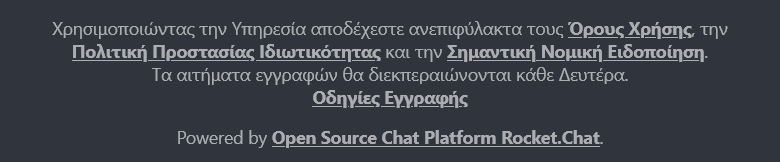 Χρησιμοποιώντας την Υπηρεσία αποδέχεστε ανεπιφύλακτα τους Όρους Χρήσης, την
Πολιτική Προστασίας Ιδιωτικότητας και την Σημαντική Νομική Ειδοποίηση.
Τα αιτήματα εγγραφών θα διεκπεραιώνονται κάθε Δευτέρα.
Οδηγίες Εγγραφής
Powered by Open Source Chat Platform Rocket.Chat.